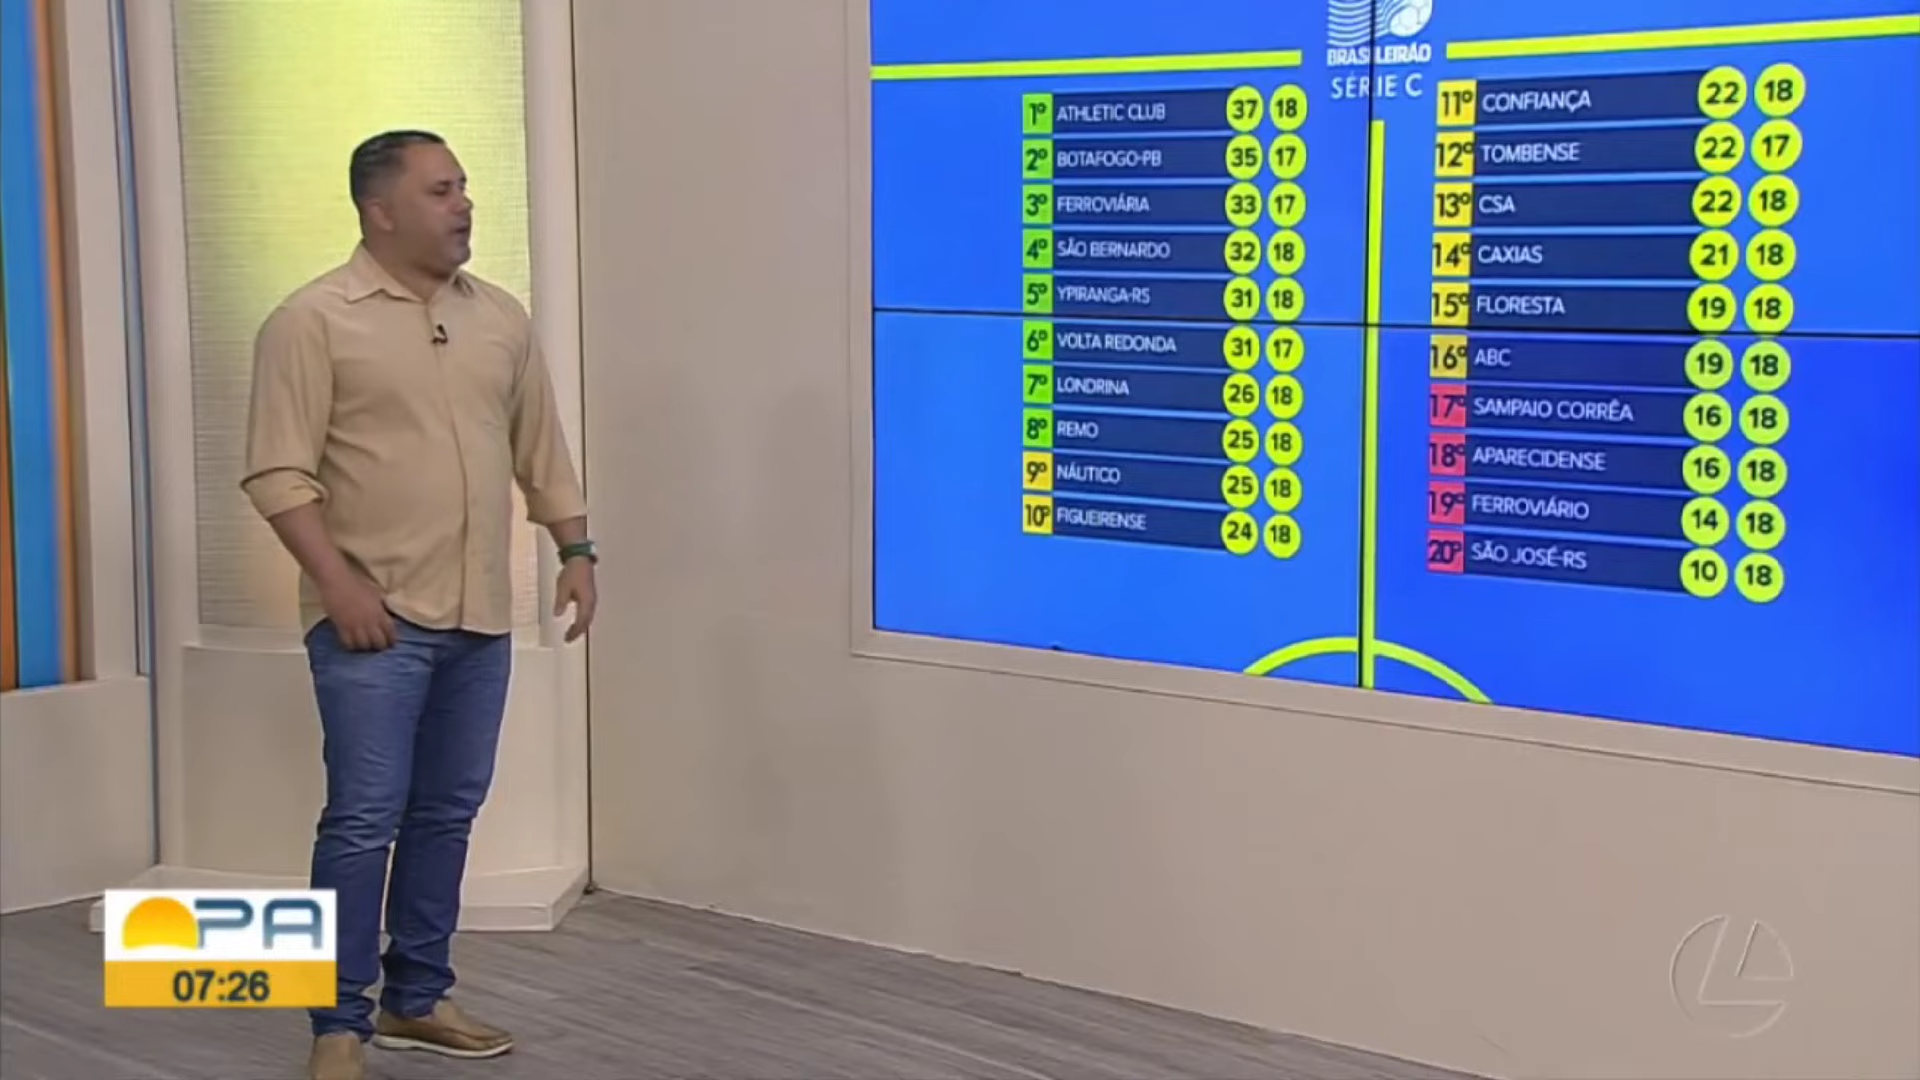 BRASILEIRÃO
SÉRIE C
1º ATHLETIC CLUB 37 18
2º BOTAFOGO-PB 35 17
3º FERROVIÁRIA 33 17
4º SÃO BERNARDO 32 18
5º YPIRANGA-RS 31 18
6º VOLTA REDONDA 31 17
7º LONDRINA 26 18
8º REMO 25 18
9º NÁUTICO 25 18
10º FIGUEIRENSE 24 18
11º CONFIANÇA 22 18
12º TOMBENSE 22 17
13º CSA 22 18
14º CAXIAS 21 18
15º FLORESTA 19 18
16º ABC 19 18
17º SAMPAIO CORRÊA 16 18
18º APARECIDENSE 16 18
19º FERROVIÁRIO 14 18
20º SÃO JOSÉ-RS 10 18
PA
07:26